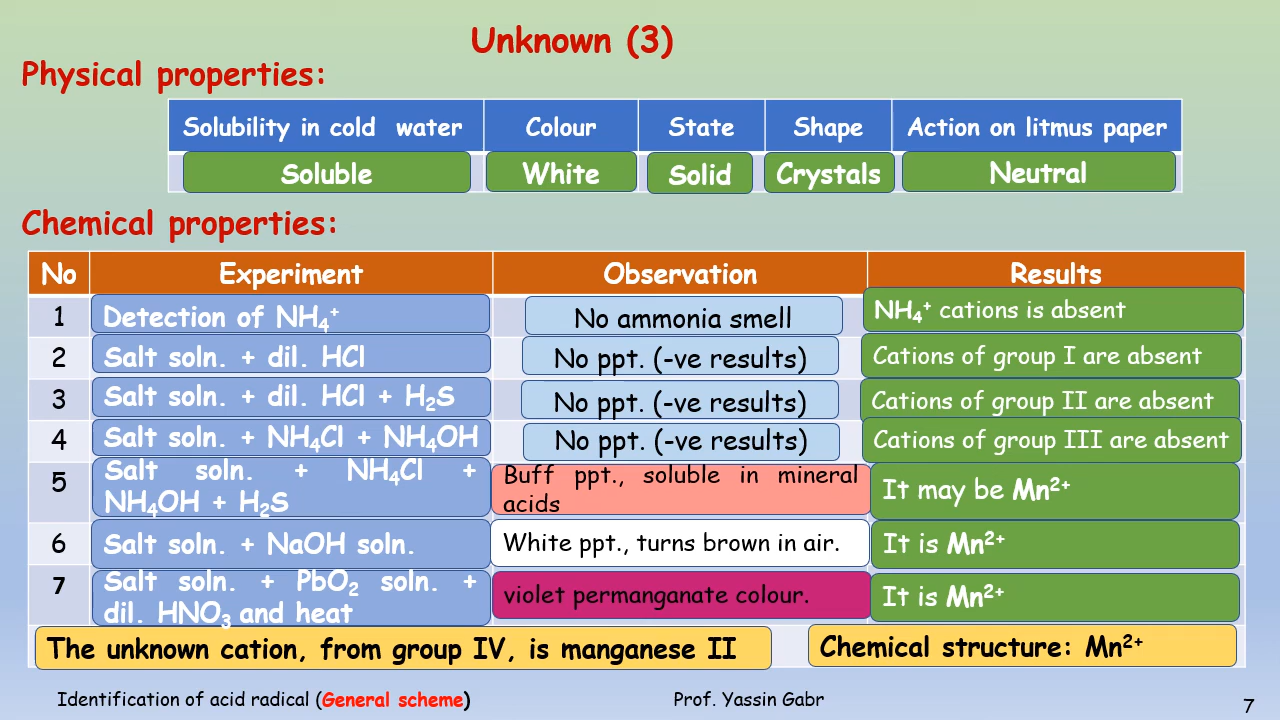 Unknown (3)
Physical properties:
Solubility in cold water Colour State Shape Action on litmus paper
Soluble White Solid Crystals Neutral
Chemical properties:
No Experiment Observation Results
1 Detection of NH₄⁺ No ammonia smell NH₄⁺ cations is absent
2 Salt soln. + dil. HCl No ppt. (-ve results) Cations of group I are absent
3 Salt soln. + dil. HCl + H₂S No ppt. (-ve results) Cations of group II are absent
4 Salt soln. + NH₄Cl + NH₄OH No ppt. (-ve results) Cations of group III are absent
5 Salt soln. + NH₄Cl +
NH₄OH + H₂S
Buff ppt., soluble in mineral
acids
It may be Mn²⁺
6 Salt soln. + NaOH soln. White ppt., turns brown in air. It is Mn²⁺
7 Salt soln. + PbO₂ soln. +
dil. HNO₃ and heat
violet permanganate colour. It is Mn²⁺
The unknown cation, from group IV, is manganese II
Chemical structure: Mn²⁺
Identification of acid radical (General scheme) Prof. Yassin Gabr 7